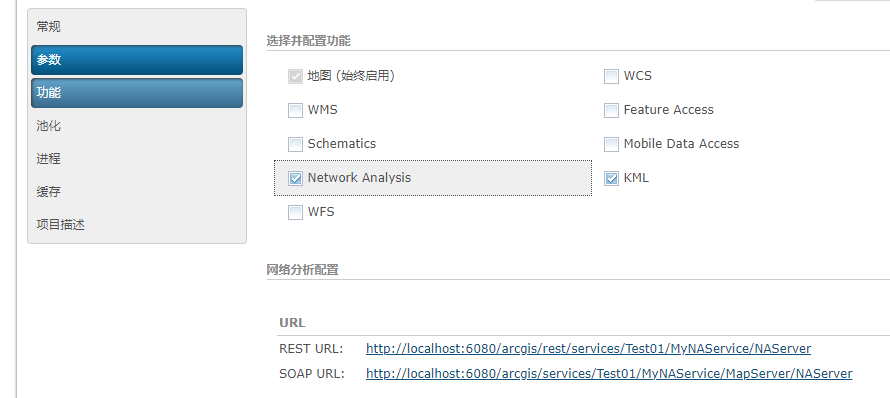 常规
参数
功能
池化
进程
缓存
项目描述
选择并配置功能
地图 (始终启用)
WCS
WMS
Feature Access
Schematics
Mobile Data Access
Network Analysis
KML
WFS
网络分析配置
URL
REST URL: http://localhost:6080/arcgis/rest/services/Test01/MyNAService/NAServer
SOAP URL: http://localhost:6080/arcgis/services/Test01/MyNAService/MapServer/NAServer